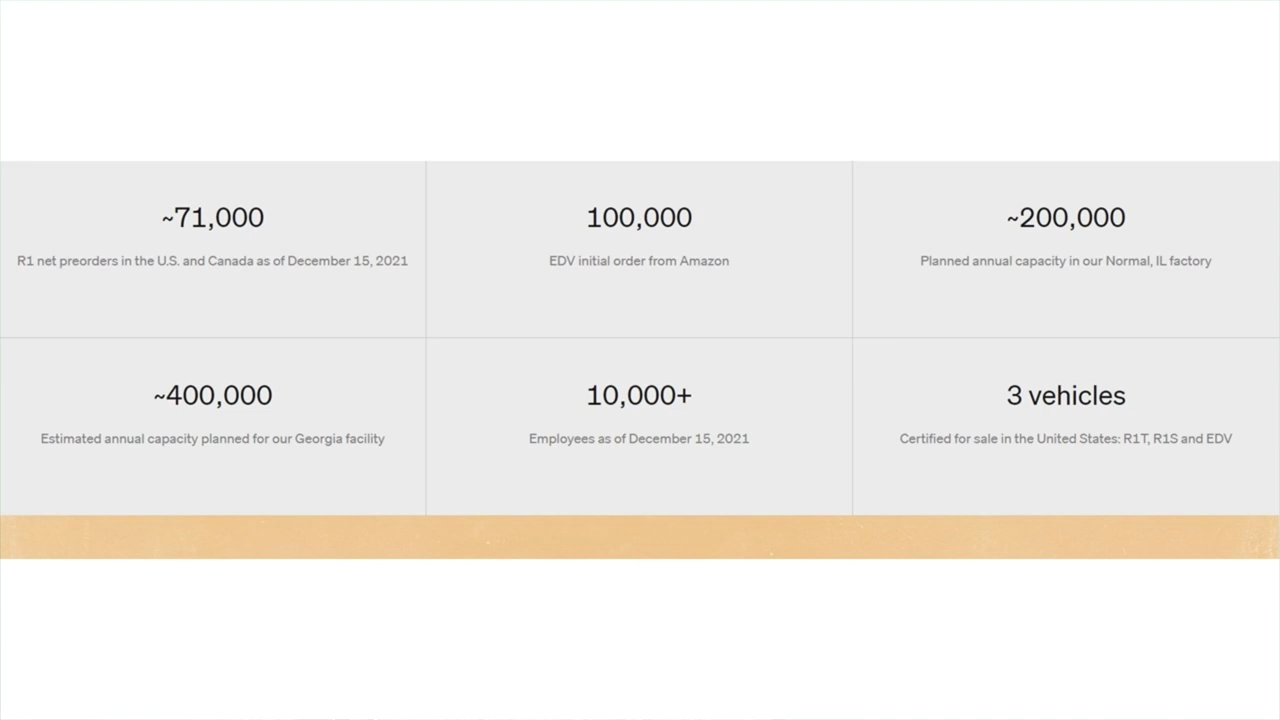 ~71,000
R1 net preorders in the U.S. and Canada as of December 15, 2021
100,000
EDV initial order from Amazon
~200,000
Planned annual capacity in our Normal, IL factory
~400,000
Estimated annual capacity planned for our Georgia facility
10,000+
Employees as of December 15, 2021
3 vehicles
Certified for sale in the United States: R1T, R1S and EDV